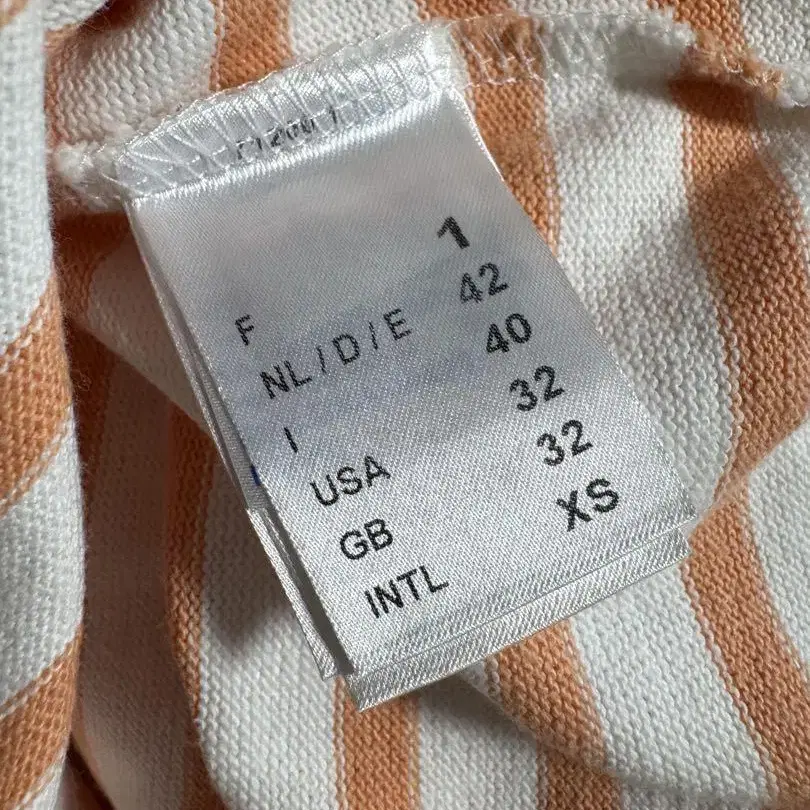 F 1
NL / D / E 42
I 40
USA 32
GB 32
INTL XS